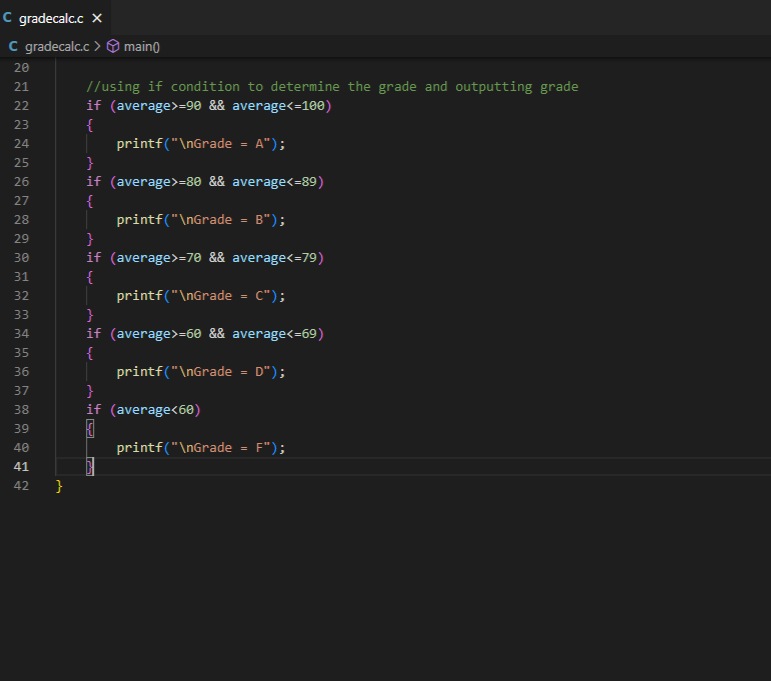 gradecalc.c ×
C gradecalc.c > main()
20
21 //using if condition to determine the grade and outputting grade
22 if (average>=90 && average<=100)
23 {
24 printf("\nGrade = A");
25 }
26 if (average>=80 && average<=89)
27 {
28 printf("\nGrade = B");
29 }
30 if (average>=70 && average<=79)
31 {
32 printf("\nGrade = C");
33 }
34 if (average>=60 && average<=69)
35 {
36 printf("\nGrade = D");
37 }
38 if (average<60)
39 {
40 printf("\nGrade = F");
41 }
42 }